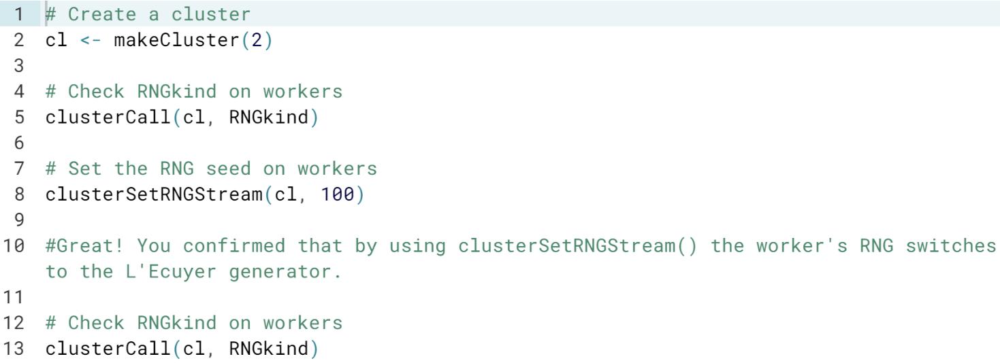 1 # Create a cluster
2 cl <- makeCluster(2)
3
4 # Check RNGkind on workers
5 clusterCall(cl, RNGkind)
6
7 # Set the RNG seed on workers
8 clusterSetRNGStream(cl, 100)
9
10 #Great! You confirmed that by using clusterSetRNGStream() the worker's RNG switches
to the L'Ecuyer generator.
11
12 # Check RNGkind on workers
13 clusterCall(cl, RNGkind)